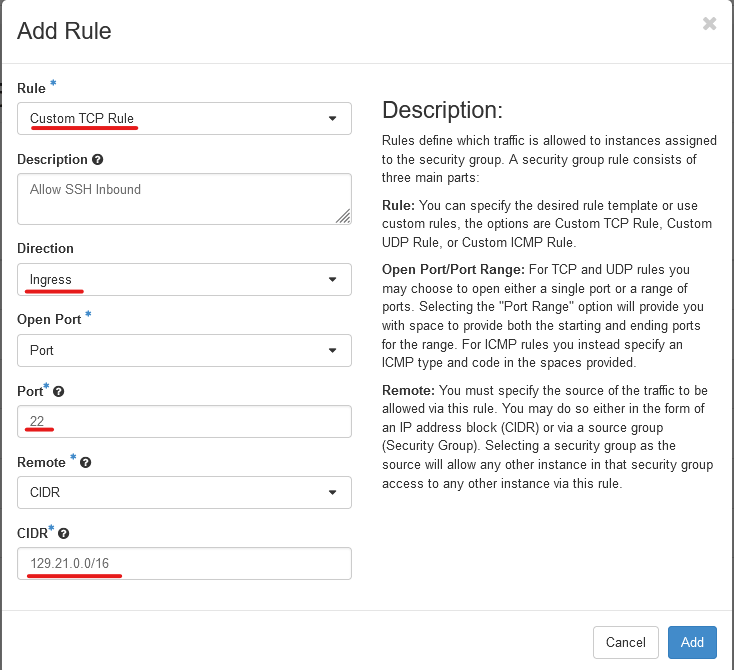 Add Rule
×
Rule *
Custom TCP Rule
Description ?
Allow SSH Inbound
Direction
Ingress
Open Port *
Port
Port* ?
22
Remote * ?
CIDR
CIDR* ?
129.21.0.0/16
Description:
Rules define which traffic is allowed to instances assigned
to the security group. A security group rule consists of
three main parts:
Rule: You can specify the desired rule template or use
custom rules, the options are Custom TCP Rule, Custom
UDP Rule, or Custom ICMP Rule.
Open Port/Port Range: For TCP and UDP rules you
may choose to open either a single port or a range of
ports. Selecting the "Port Range" option will provide you
with space to provide both the starting and ending ports
for the range. For ICMP rules you instead specify an
ICMP type and code in the spaces provided.
Remote: You must specify the source of the traffic to be
allowed via this rule. You may do so either in the form of
an IP address block (CIDR) or via a source group
(Security Group). Selecting a security group as the
source will allow any other instance in that security group
access to any other instance via this rule.
Cancel
Add